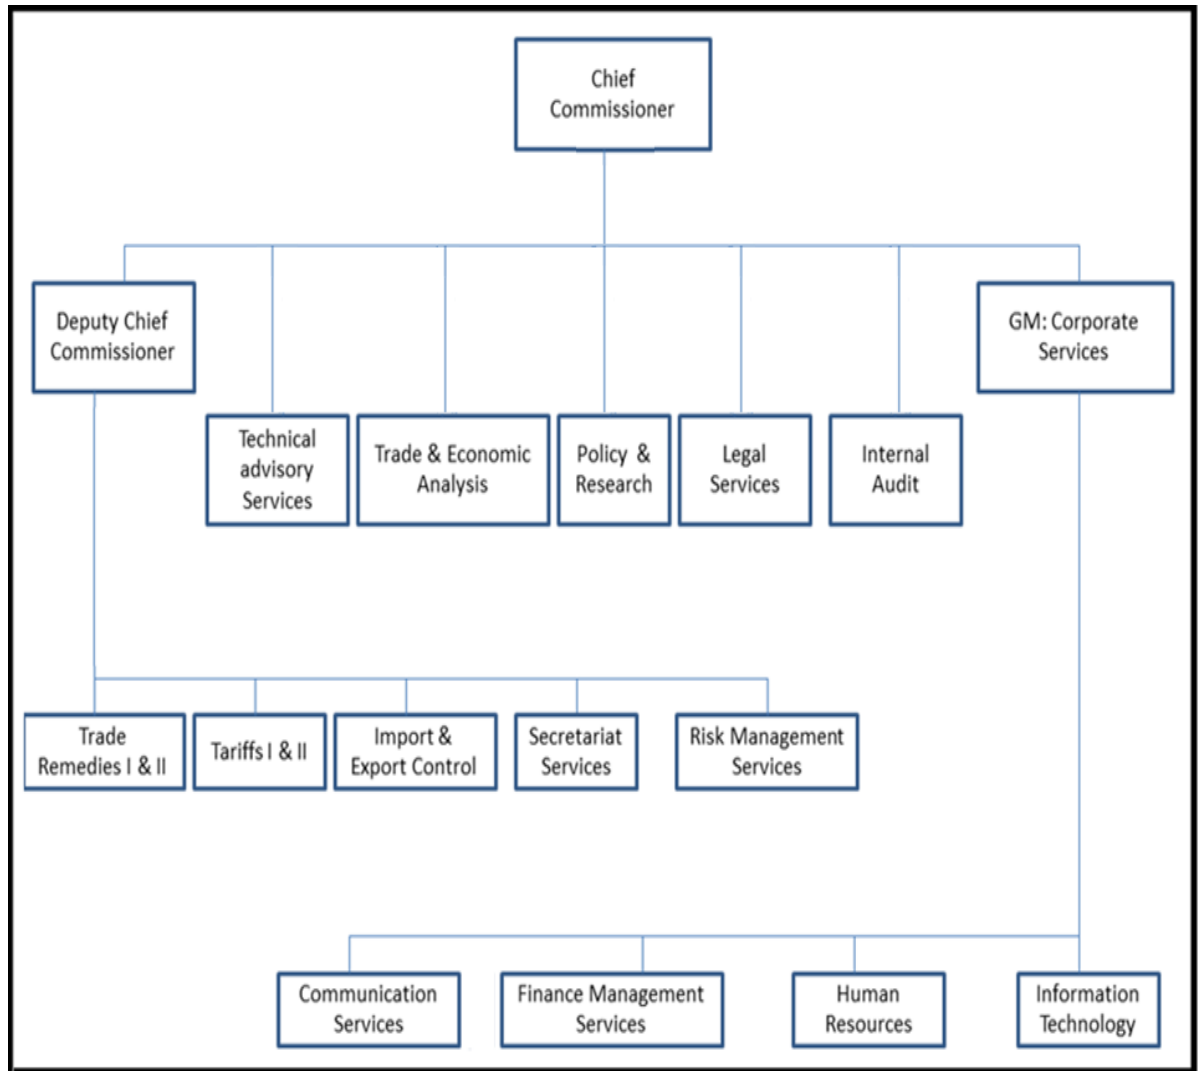 Chief
Commissioner
Deputy Chief
Commissioner
GM: Corporate
Services
Technical
advisory
Services
Trade & Economic
Analysis
Policy &
Research
Legal
Services
Internal
Audit
Trade
Remedies I & II
Tariffs I & II
Import &
Export Control
Secretariat
Services
Risk Management
Services
Communication
Services
Finance Management
Services
Human
Resources
Information
Technology